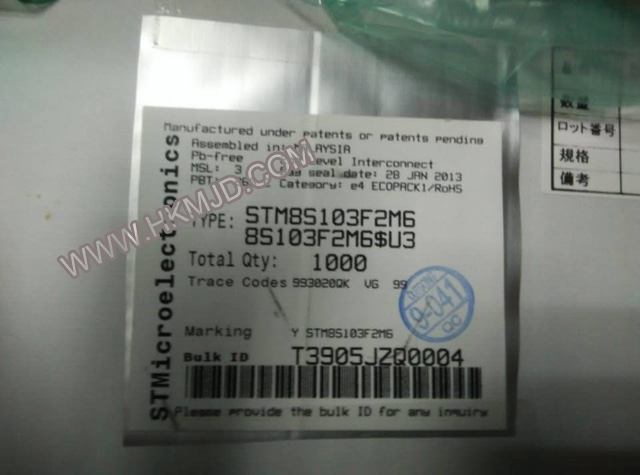 Manufactured under patents or patents pending
Assembled in: MALAYSIA
Pb-free Level Interconnect
MSL: 3 seal date: 28 JAN 2013
PBT: Category: e4 ECOPACK1/RoHS
TYPE: STM8S103F2M6
8S103F2M6$U3
Total Qty: 1000
Trace Codes 993020QK VG 99
Marking Y STM8S103F2M6
Bulk ID T3905JZQ0004
Please provide the bulk ID for any inquiry
STMicroelectronics
9-041
QC
WWW.HKMJD.COM
数量
ロット番号
規格
備考